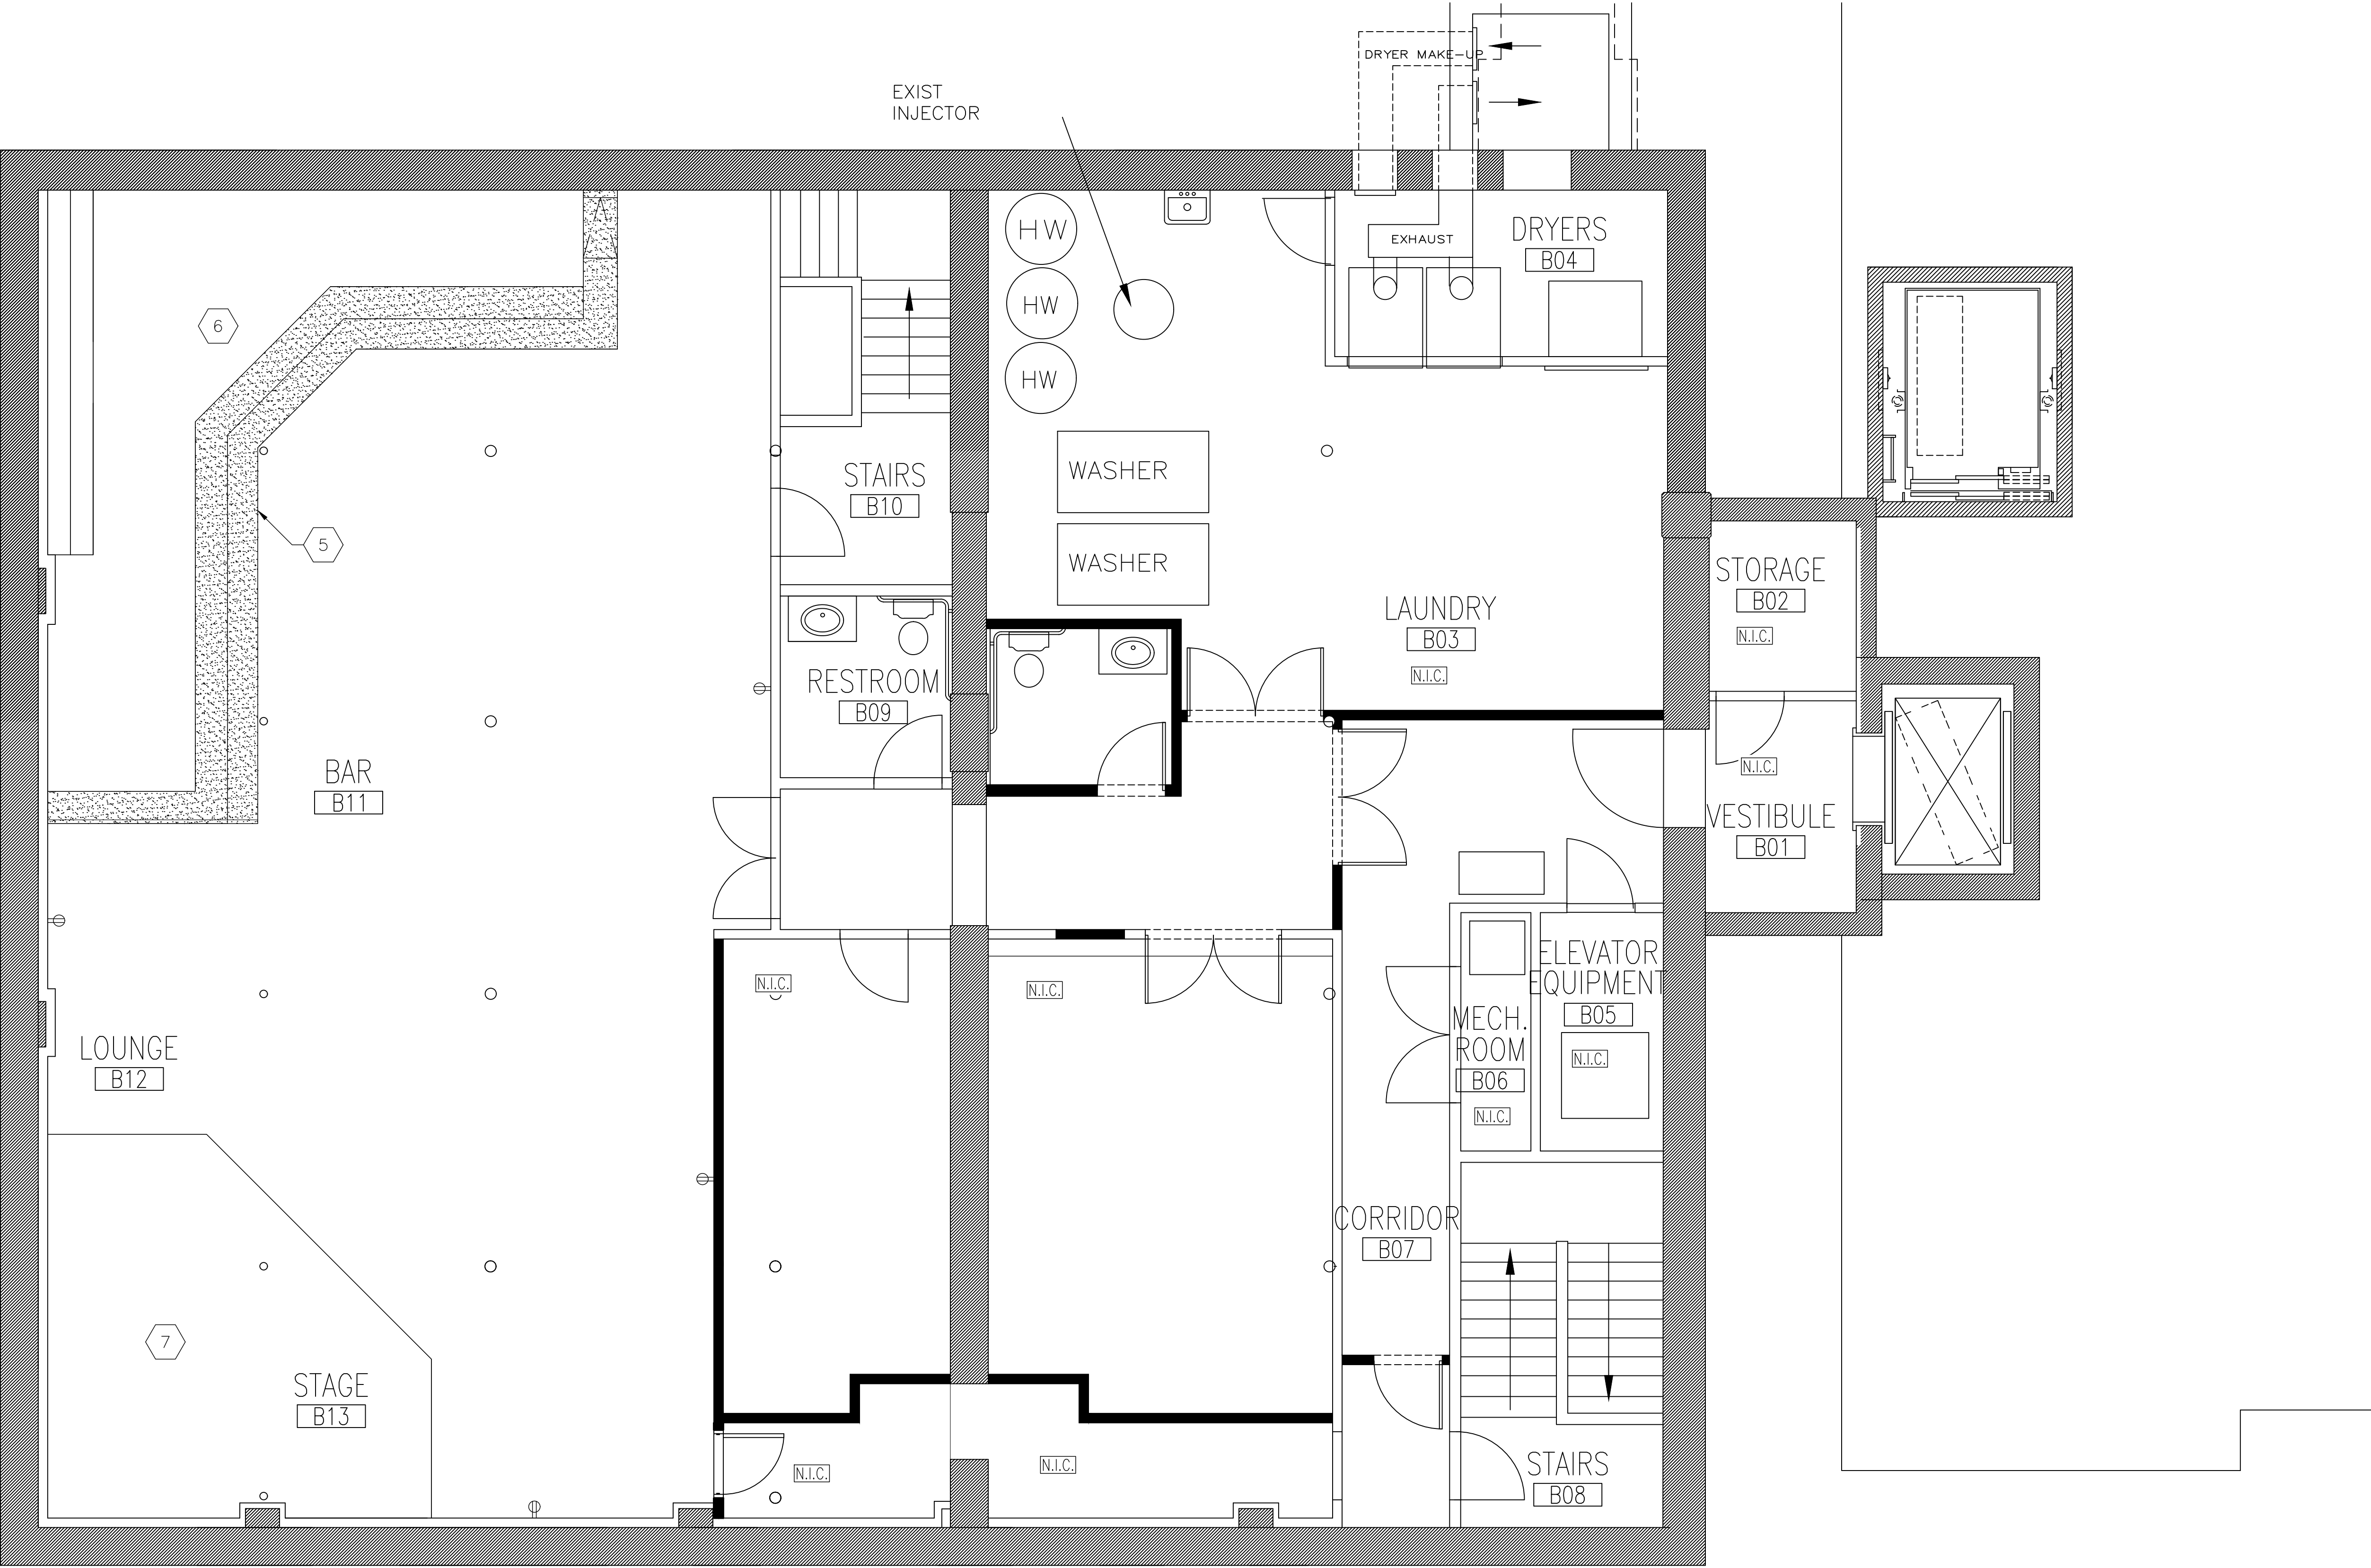 DRYER MAKE-UP
EXIST
INJECTOR
HW
HW
HW
EXHAUST
DRYERS
B04
6
5
STAIRS
B10
WASHER
WASHER
STORAGE
B02
N.I.C.
LAUNDRY
B03
N.I.C.
RESTROOM
B09
BAR
B11
N.I.C.
VESTIBULE
B01
N.I.C.
N.I.C.
ELEVATOR
EQUIPMENT
B05
N.I.C.
MECH.
ROOM
B06
N.I.C.
LOUNGE
B12
CORRIDOR
B07
7
STAGE
B13
N.I.C.
N.I.C.
STAIRS
B08